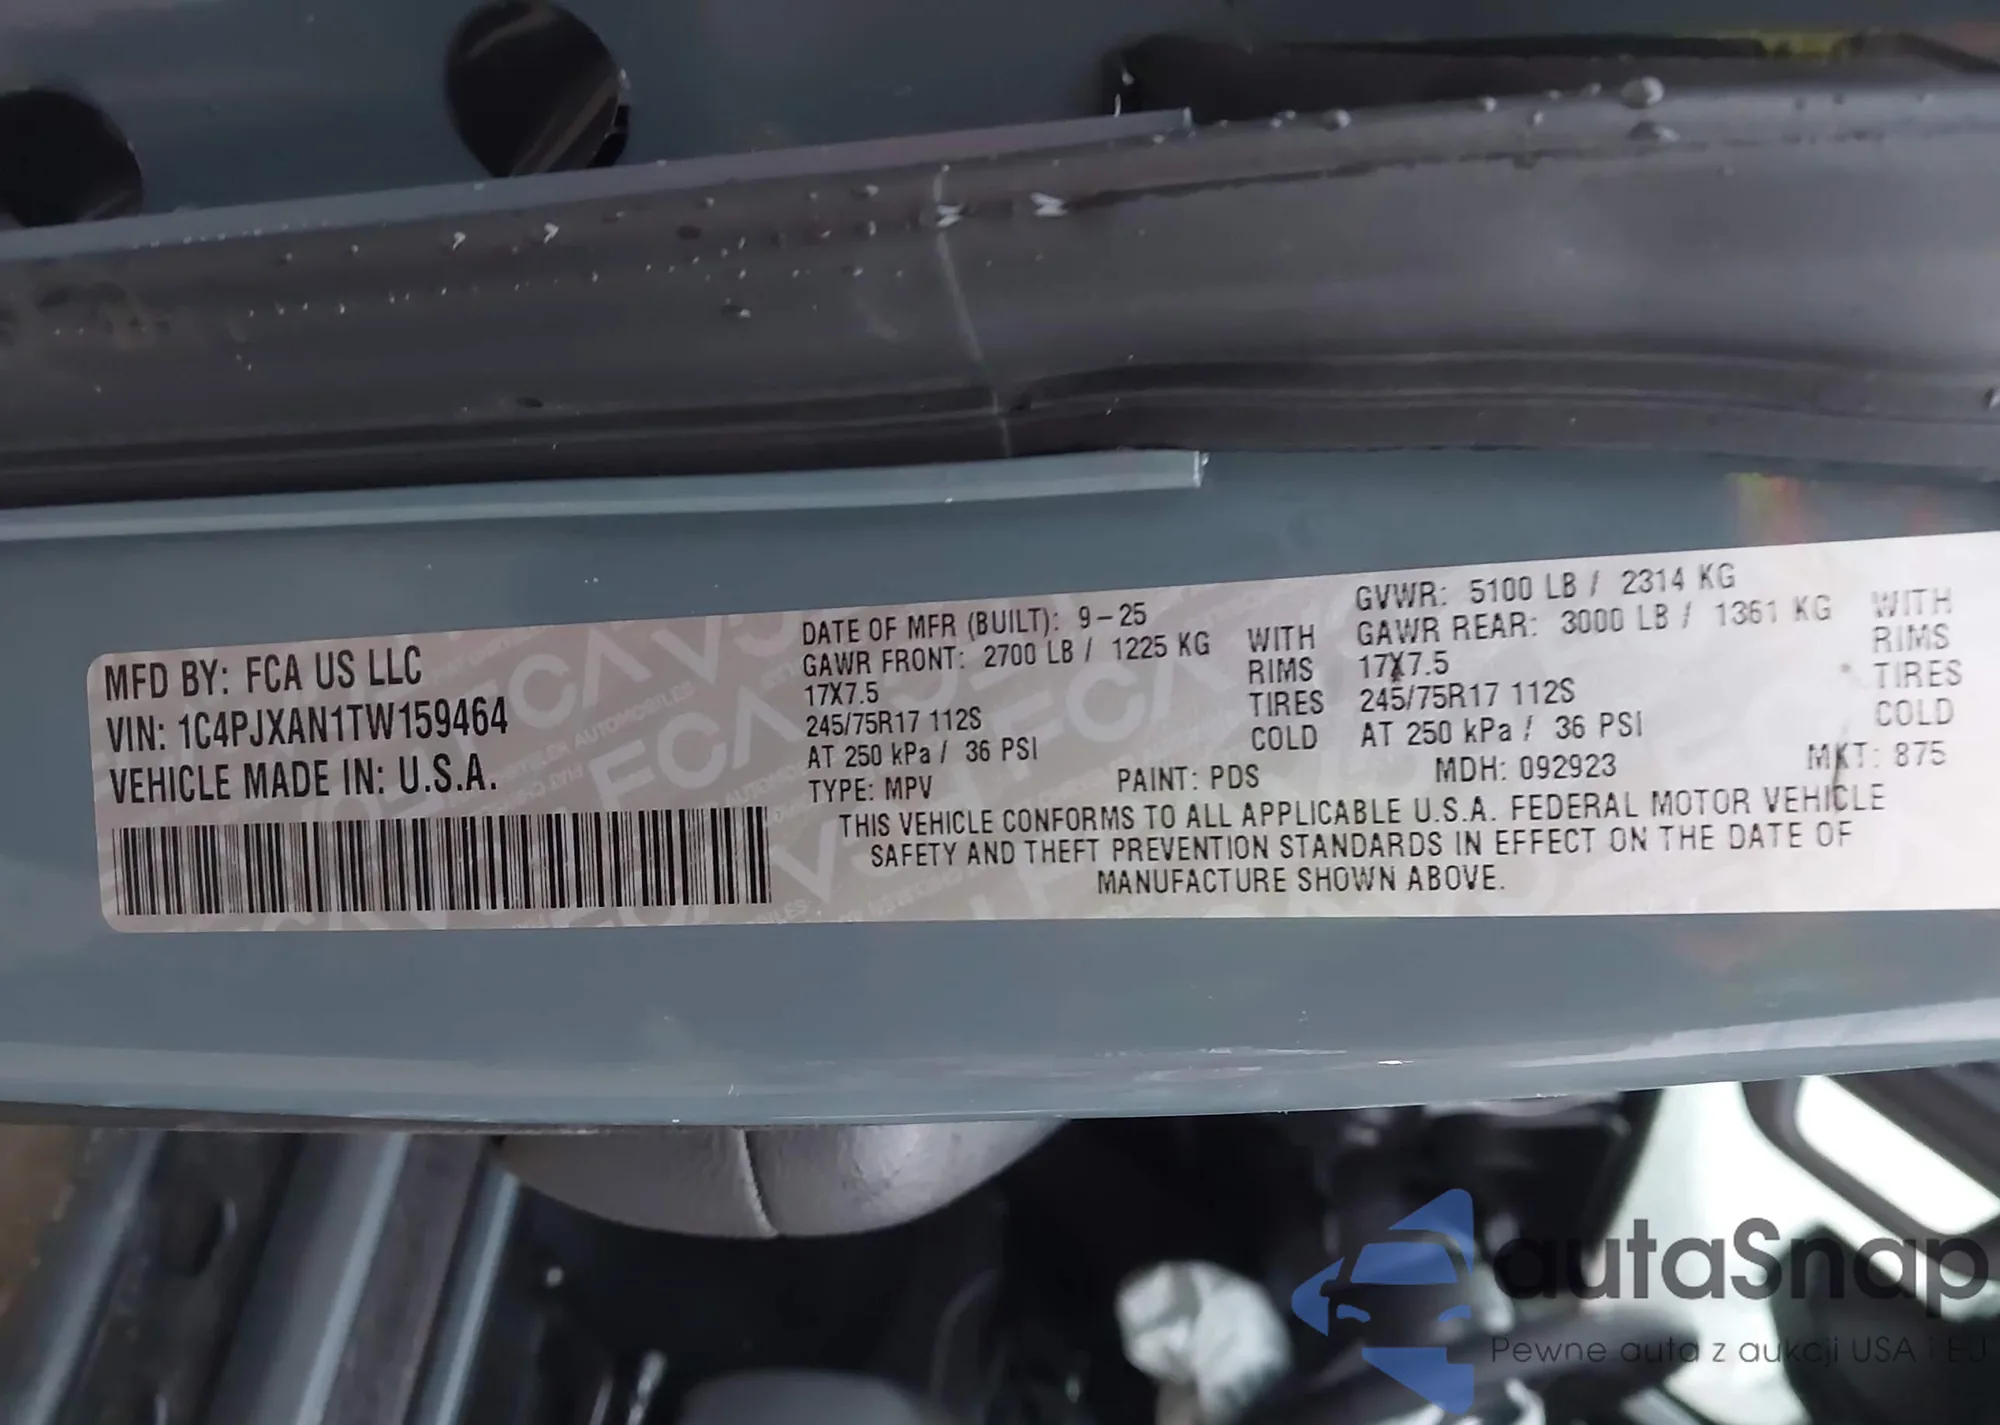 MFD BY: FCA US LLC
VIN: 1C4PJXAN1TW159464
VEHICLE MADE IN: U.S.A.
DATE OF MFR (BUILT): 9-25
GAWR FRONT: 2700 LB / 1225 KG WITH
17X7.5 RIMS
245/75R17 112S TIRES
AT 250 kPa / 36 PSI COLD
GVWR: 5100 LB / 2314 KG
GAWR REAR: 3000 LB / 1361 KG WITH
17X7.5 RIMS
245/75R17 112S TIRES
AT 250 kPa / 36 PSI COLD
TYPE: MPV PAINT: PDS MDH: 092923 MKT: 875
THIS VEHICLE CONFORMS TO ALL APPLICABLE U.S.A. FEDERAL MOTOR VEHICLE
SAFETY AND THEFT PREVENTION STANDARDS IN EFFECT ON THE DATE OF
MANUFACTURE SHOWN ABOVE.
autaSnap
Pewne auta z aukcji USA i EU